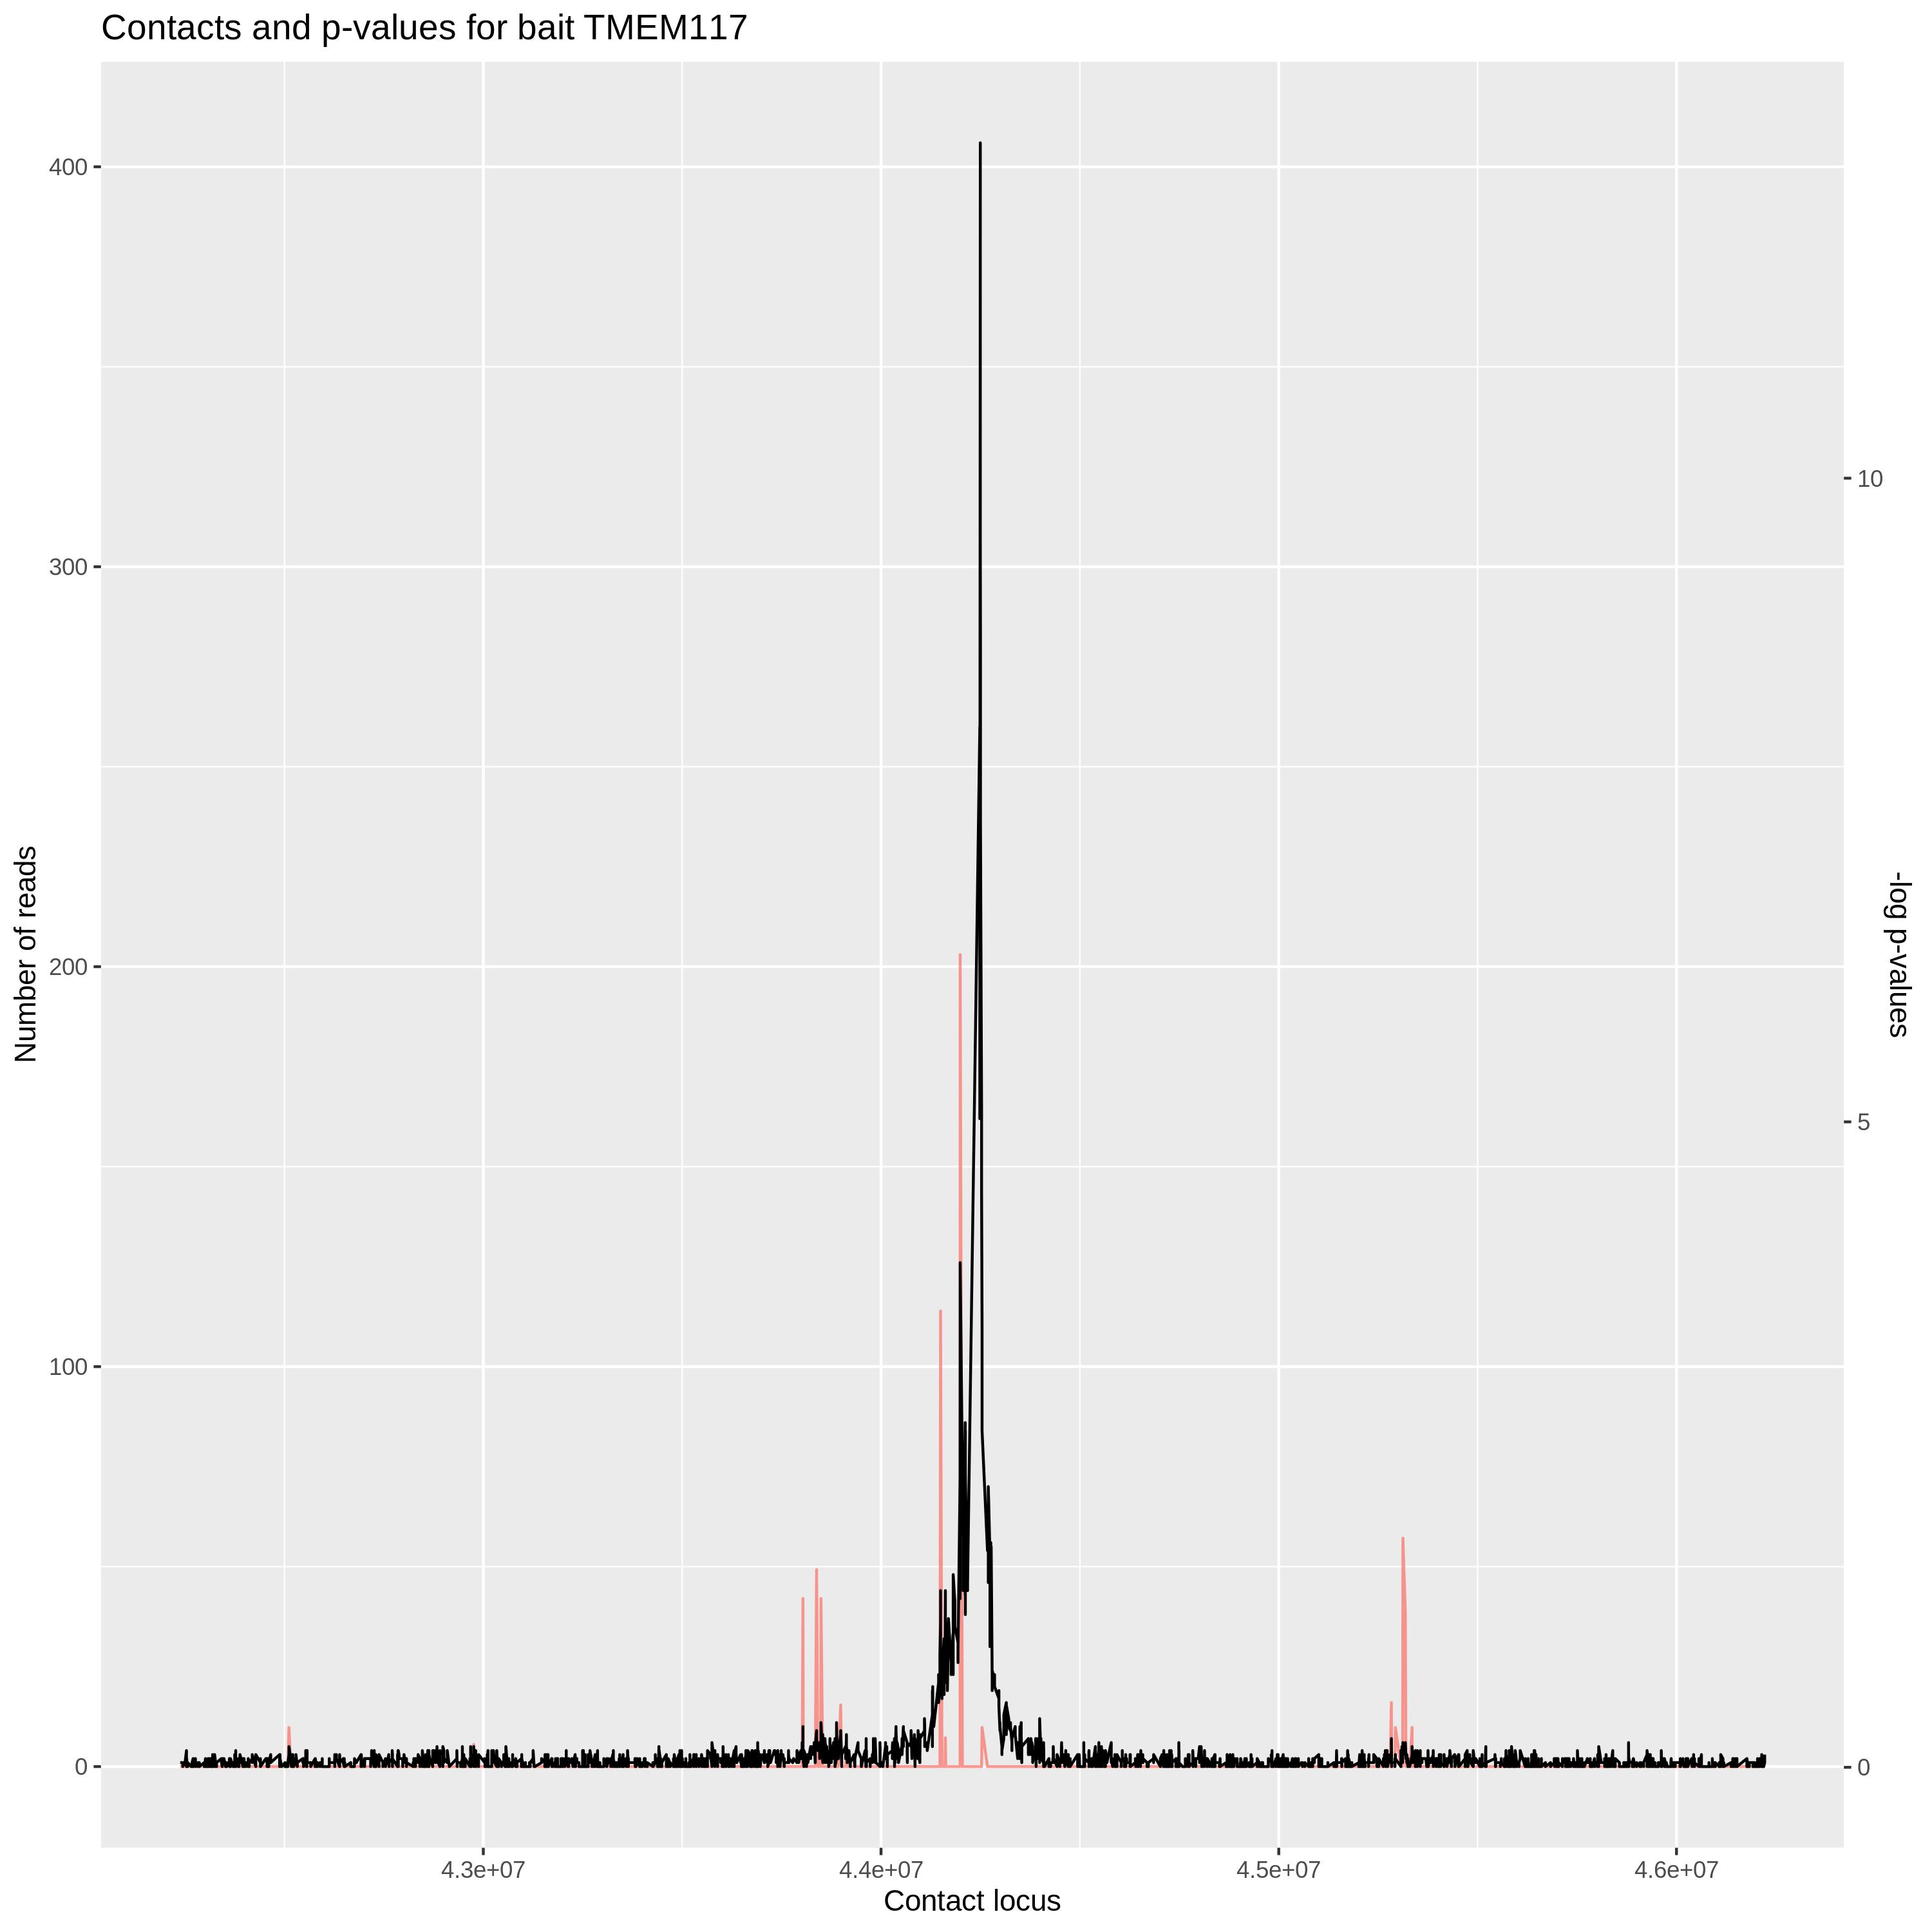 Contacts and p-values for bait TMEM117
400
300
200
100
0
Number of reads
10
5
0
-log p-values
4.3e+07
4.4e+07
4.5e+07
4.6e+07
Contact locus